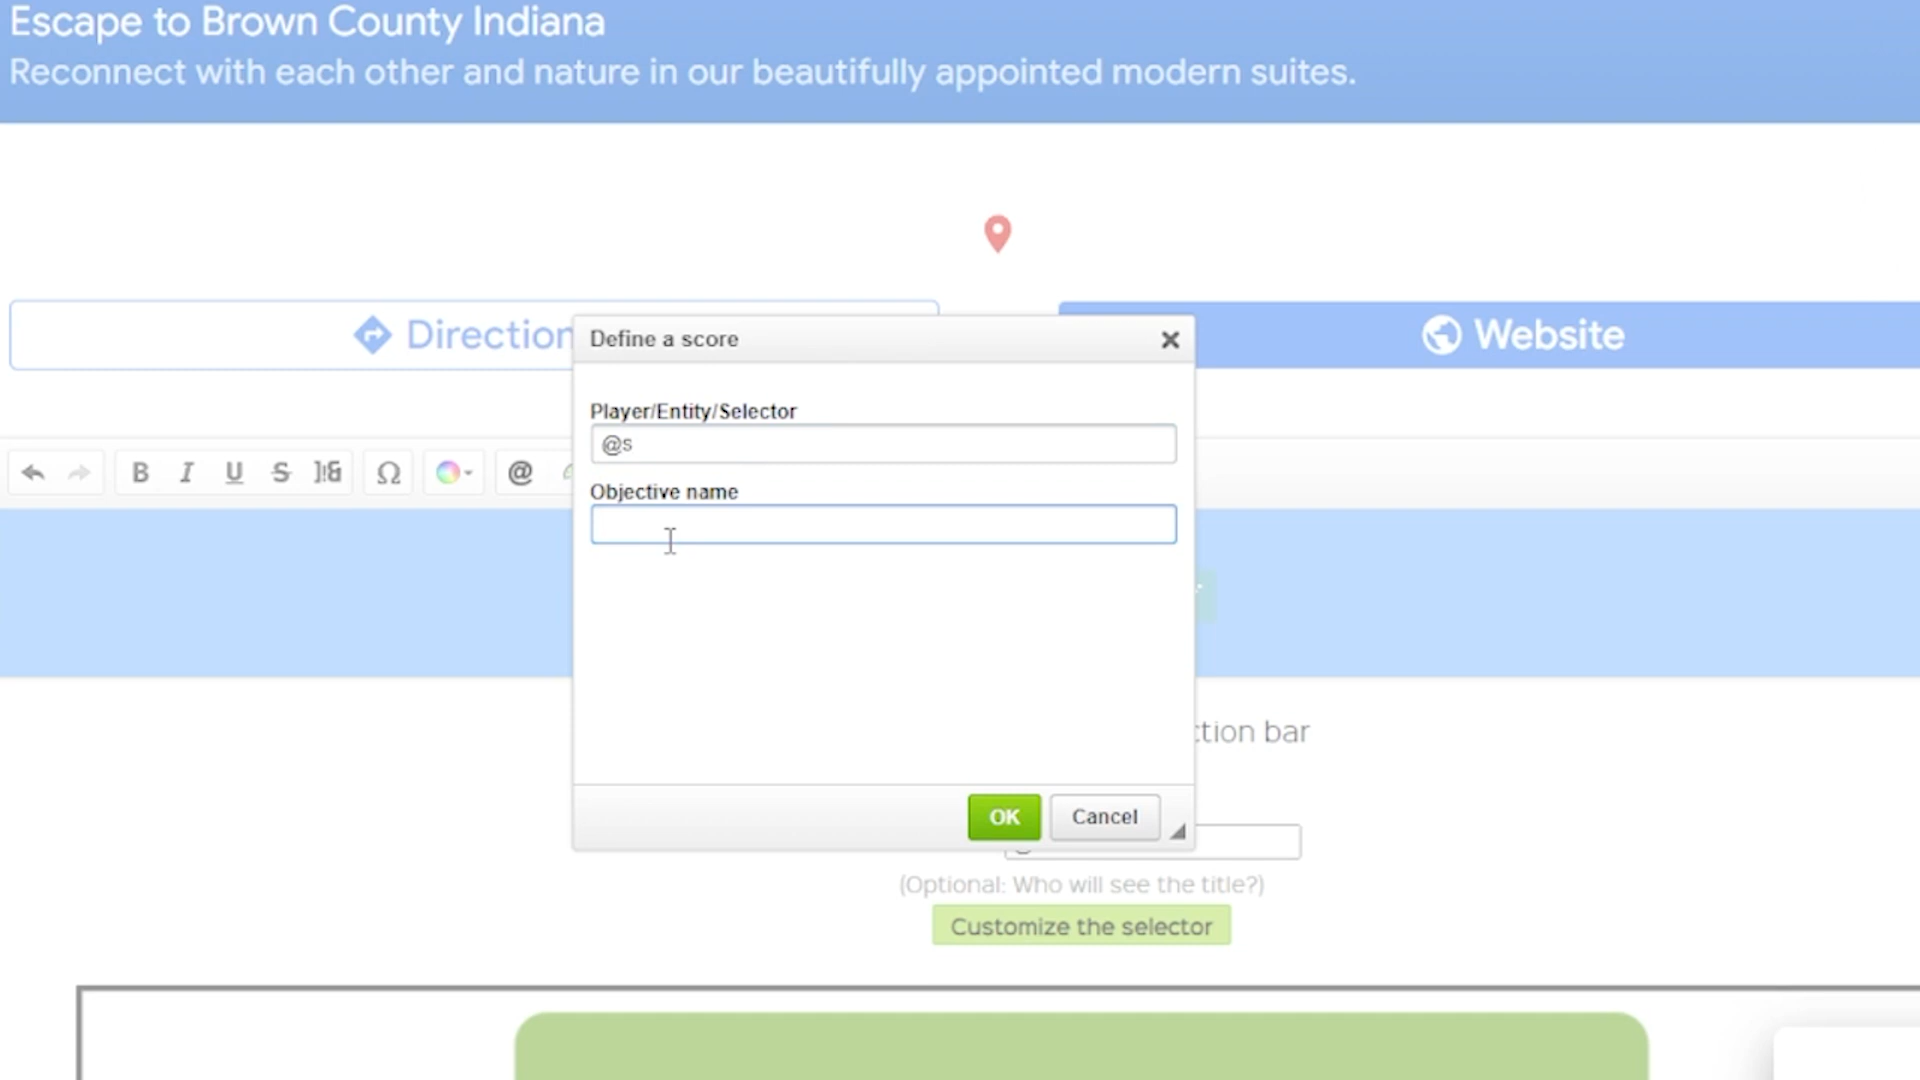 Escape to Brown County Indiana
Reconnect with each other and nature in our beautifully appointed modern suites.
Direction
Website
Define a score
Player/Entity/Selector
@s
Objective name
B I U S ]!& Ω @
ction bar
OK
Cancel
(Optional: Who will see the title?)
Customize the selector